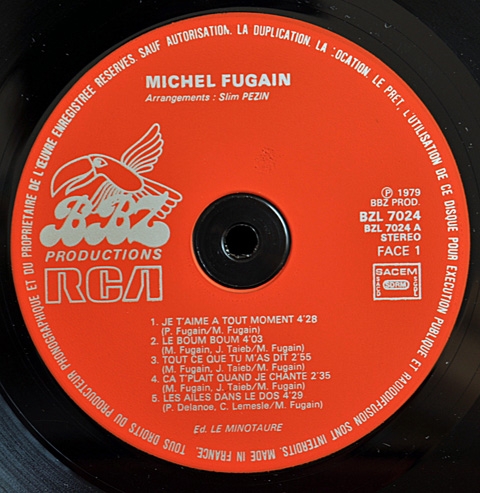 TOUS DROITS DU PRODUCTEUR PHONOGRAPHIQUE ET DU PROPRIETAIRE DE L'ŒUVRE ENREGISTREE RESERVES. SAUF AUTORISATION. LA DUPLICATION. LA LOCATION. LE PRET. L'UTILISATION DE CE DISQUE POUR EXECUTION PUBLIQUE ET RADIODIFFUSION SONT INTERDITS. MADE IN FRANCE.
MICHEL FUGAIN
Arrangements : Slim PEZIN
BBZ
PRODUCTIONS
RCA
Ⓟ 1979
BBZ PROD.
BZL 7024
BZL 7024 A
STEREO
FACE 1
SACEM
SACD SDRM SGDL
1. JE T'AIME A TOUT MOMENT 4'28
(P. Fugain/M. Fugain)
2. LE BOUM BOUM 4'03
(M. Fugain, J. Taieb/M. Fugain)
3. TOUT CE QUE TU M'AS DIT 2'55
(M. Fugain, J. Taieb/M. Fugain)
4. CA T'PLAIT QUAND JE CHANTE 2'35
(M. Fugain, J. Taieb/M. Fugain)
5. LES AILES DANS LE DOS 4'29
(P. Delanoe, C. Lemesle/M. Fugain)
Ed. LE MINOTAURE